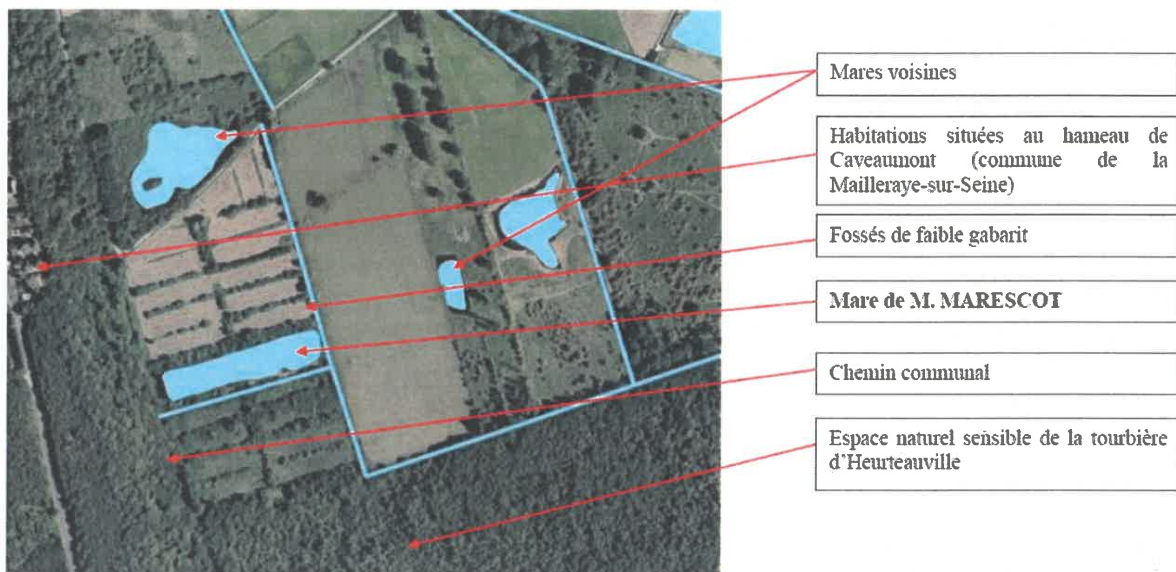 Mares voisines
Habitations situées au hameau de
Caveaumont (commune de la
Mailleraye-sur-Seine)
Fossés de faible gabarit
Mare de M. MARESCOT
Chemin communal
Espace naturel sensible de la tourbière
d'Heurteauville